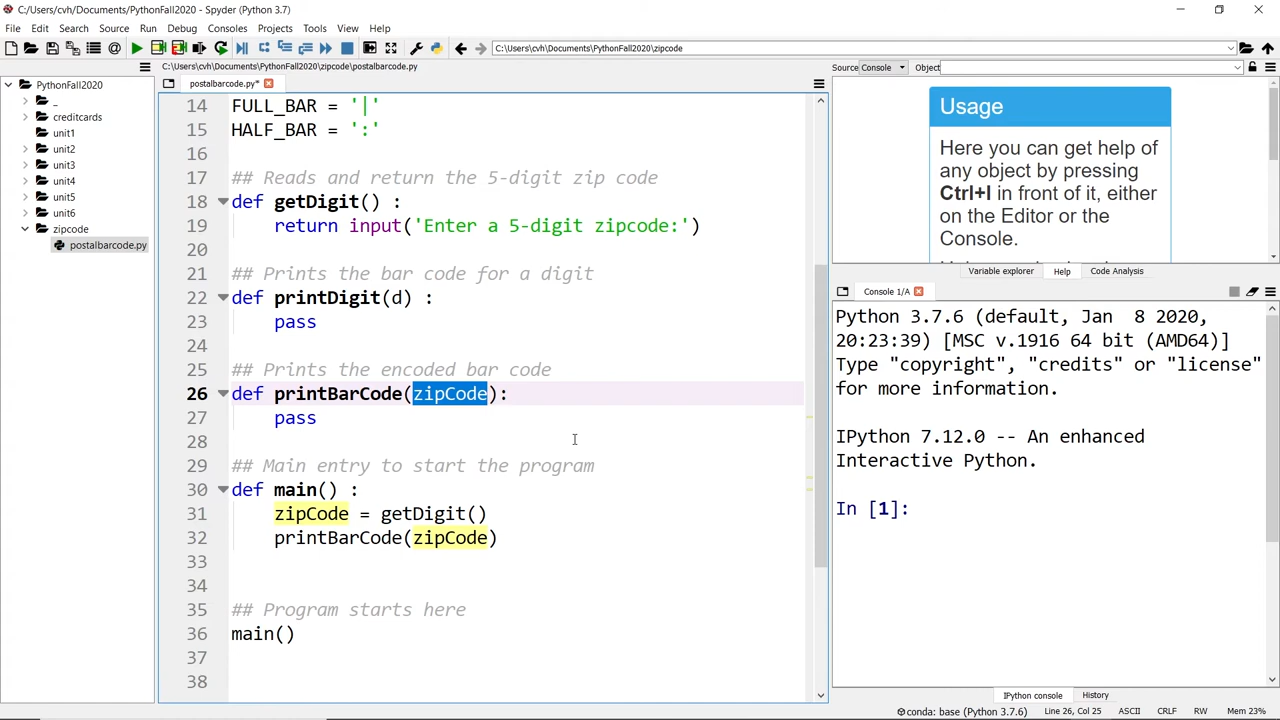 C:/Users/cvh/Documents/PythonFall2020 - Spyder (Python 3.7)
File Edit Search Source Run Debug Consoles Projects Tools View Help
C:\Users\cvh\Documents\PythonFall2020\zipcode
C:\Users\cvh\Documents\PythonFall2020\zipcode\postalbarcode.py
PythonFall2020
_
creditcards
unit1
unit2
unit3
unit4
unit5
unit6
zipcode
postalbarcode.py
postalbarcode.py*
14 FULL_BAR = '|'
15 HALF_BAR = ':'
16
17 ## Reads and return the 5-digit zip code
18 def getDigit() :
19 return input('Enter a 5-digit zipcode:')
20
21 ## Prints the bar code for a digit
22 def printDigit(d) :
23 pass
24
25 ## Prints the encoded bar code
26 def printBarCode(zipCode):
27 pass
28
29 ## Main entry to start the program
30 def main() :
31 zipCode = getDigit()
32 printBarCode(zipCode)
33
34
35 ## Program starts here
36 main()
37
38
Source Console Object
Usage
Here you can get help of
any object by pressing
Ctrl+I in front of it, either
on the Editor or the
Console.
Variable explorer Help Code Analysis
Console 1/A
Python 3.7.6 (default, Jan 8 2020,
20:23:39) [MSC v.1916 64 bit (AMD64)]
Type "copyright", "credits" or "license"
for more information.
IPython 7.12.0 -- An enhanced
Interactive Python.
In [1]:
IPython console History
conda: base (Python 3.7.6) Line 26, Col 25 ASCII CRLF RW Mem 23%